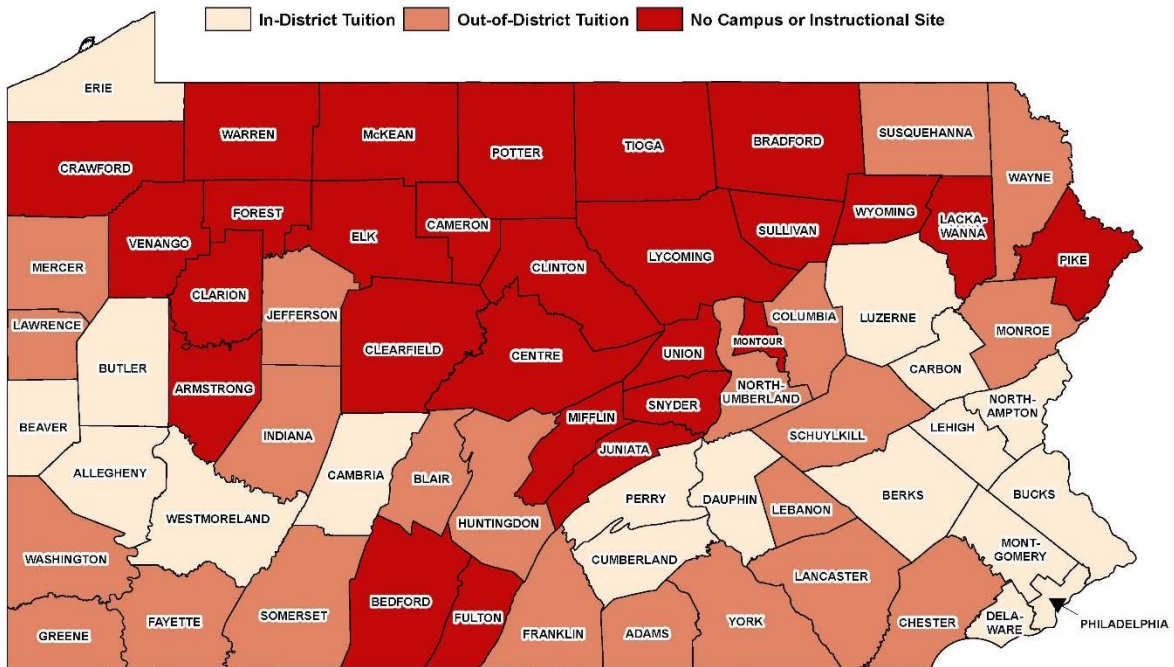 In-District Tuition
Out-of-District Tuition
No Campus or Instructional Site
ERIE
WARREN
McKEAN
POTTER
TIOGA
BRADFORD
SUSQUEHANNA
WAYNE
CRAWFORD
FOREST
ELK
CAMERON
WYOMING
LACKA-
WANNA
VENANGO
SULLIVAN
LYCOMING
PIKE
MERCER
CLINTON
CLARION
JEFFERSON
COLUMBIA
LUZERNE
LAWRENCE
MONROE
CLEARFIELD
CENTRE
UNION
MONTOUR
BUTLER
CARBON
ARMSTRONG
NORTH-
UMBERLAND
NORTH-
AMPTON
SNYDER
MIFFLIN
BEAVER
INDIANA
SCHUYLKILL
LEHIGH
JUNIATA
ALLEGHENY
CAMBRIA
BLAIR
PERRY
DAUPHIN
BERKS
BUCKS
LEBANON
WESTMORELAND
HUNTINGDON
MONT-
GOMERY
WASHINGTON
CUMBERLAND
LANCASTER
BEDFORD
SOMERSET
FULTON
FAYETTE
GREENE
FRANKLIN
ADAMS
YORK
CHESTER
DELA-
WARE
PHILADELPHIA